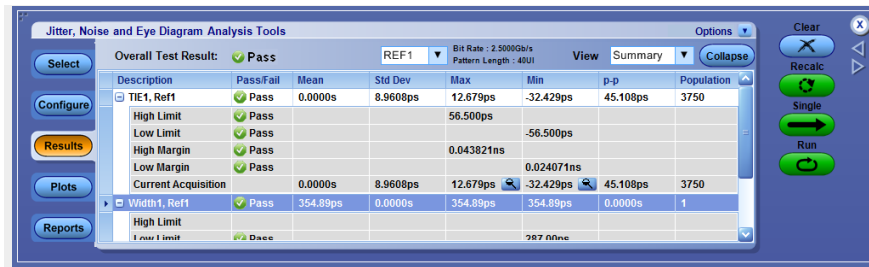 Jitter, Noise and Eye Diagram Analysis Tools Options Clear
Select Overall Test Result: Pass REF1 Bit Rate : 2.5000Gb/s View Summary Collapse
Pattern Length : 40UI
Recalc
Description Pass/Fail Mean Std Dev Max Min p-p Population
Configure TIE1, Ref1 Pass 0.0000s 8.9608ps 12.679ps -32.429ps 45.108ps 3750 Single
High Limit Pass 56.500ps
Low Limit Pass -56.500ps
Results High Margin Pass 0.043821ns Run
Low Margin Pass 0.024071ns
Plots Current Acquisition 0.0000s 8.9608ps 12.679ps -32.429ps 45.108ps 3750
Width1, Ref1 Pass 354.89ps 0.0000s 354.89ps 354.89ps 0.0000s 1
Reports High Limit
Low Limit Pass 287.00ps